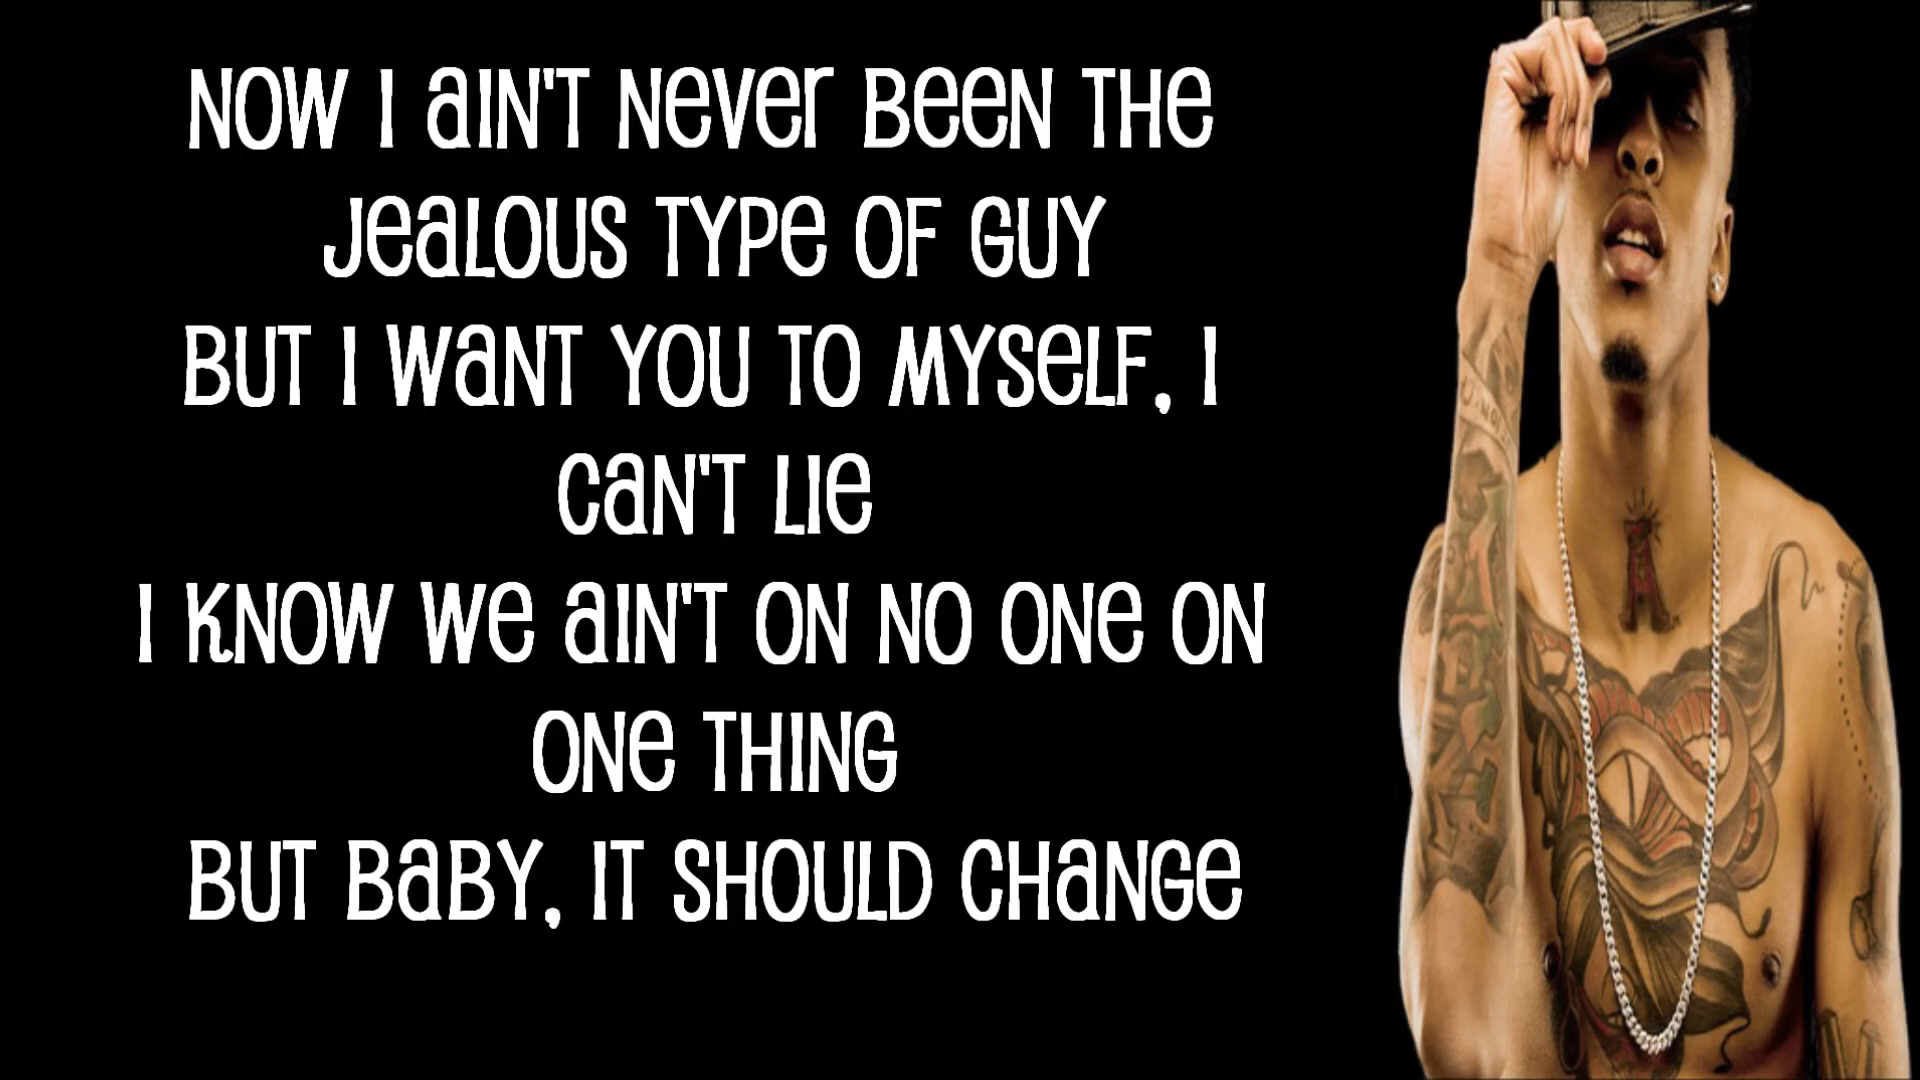 NOW I AIN'T NEVER BEEN THE
JEALOUS TYPE OF GUY
BUT I WANT YOU TO MYSELF, I
CAN'T LIE
I KNOW WE AIN'T ON NO ONE ON
ONE THING
BUT BABY, IT SHOULD CHANGE